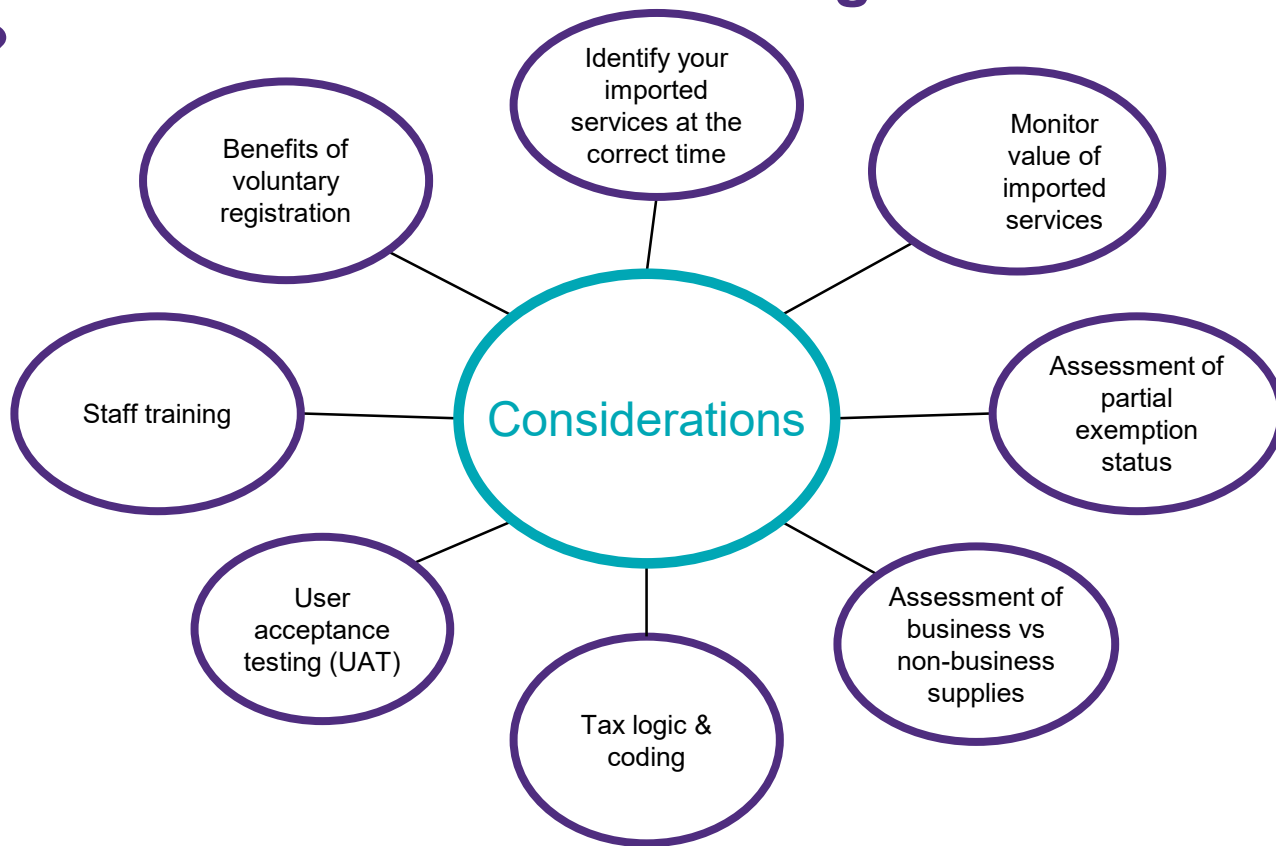 Identify your
imported
services at the
correct time
Monitor
value of
imported
services
Assessment of
partial
exemption
status
Assessment of
business vs
non-business
supplies
Tax logic &
coding
User
acceptance
testing (UAT)
Staff training
Benefits of
voluntary
registration
Considerations